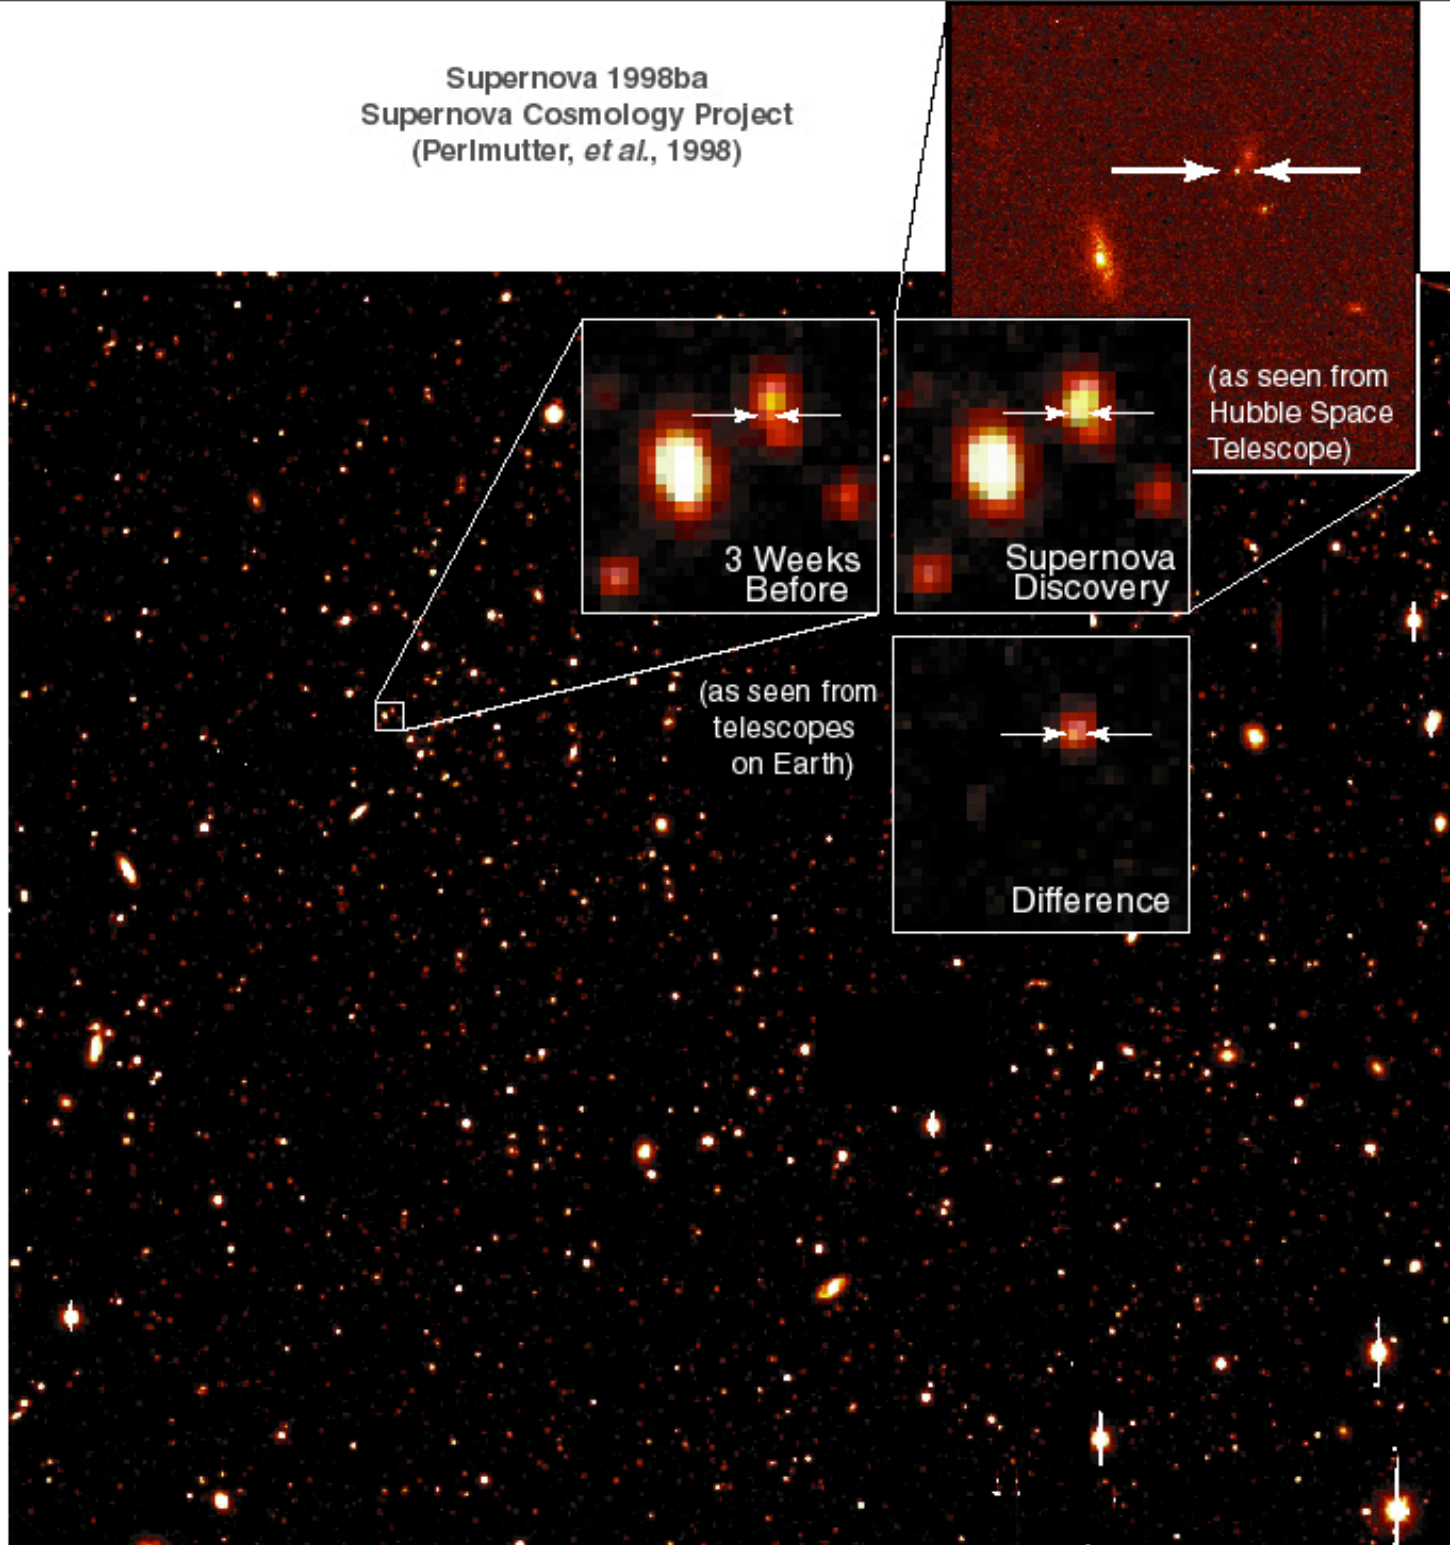 Supernova 1998ba
Supernova Cosmology Project
(Perlmutter, et al., 1998)
(as seen from
Hubble Space
Telescope)
3 Weeks
Before
Supernova
Discovery
(as seen from
telescopes
on Earth)
Difference